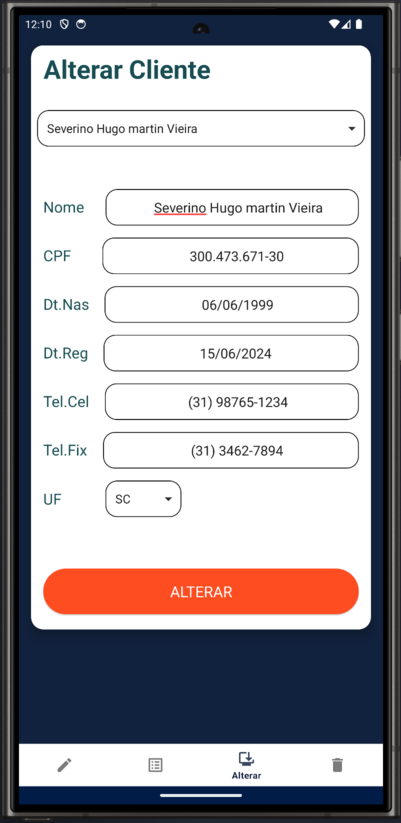 12:10
Alterar Cliente
Severino Hugo martin Vieira
Nome Severino Hugo martin Vieira
CPF 300.473.671-30
Dt.Nas 06/06/1999
Dt.Reg 15/06/2024
Tel.Cel (31) 98765-1234
Tel.Fix (31) 3462-7894
UF SC
ALTERAR
Alterar